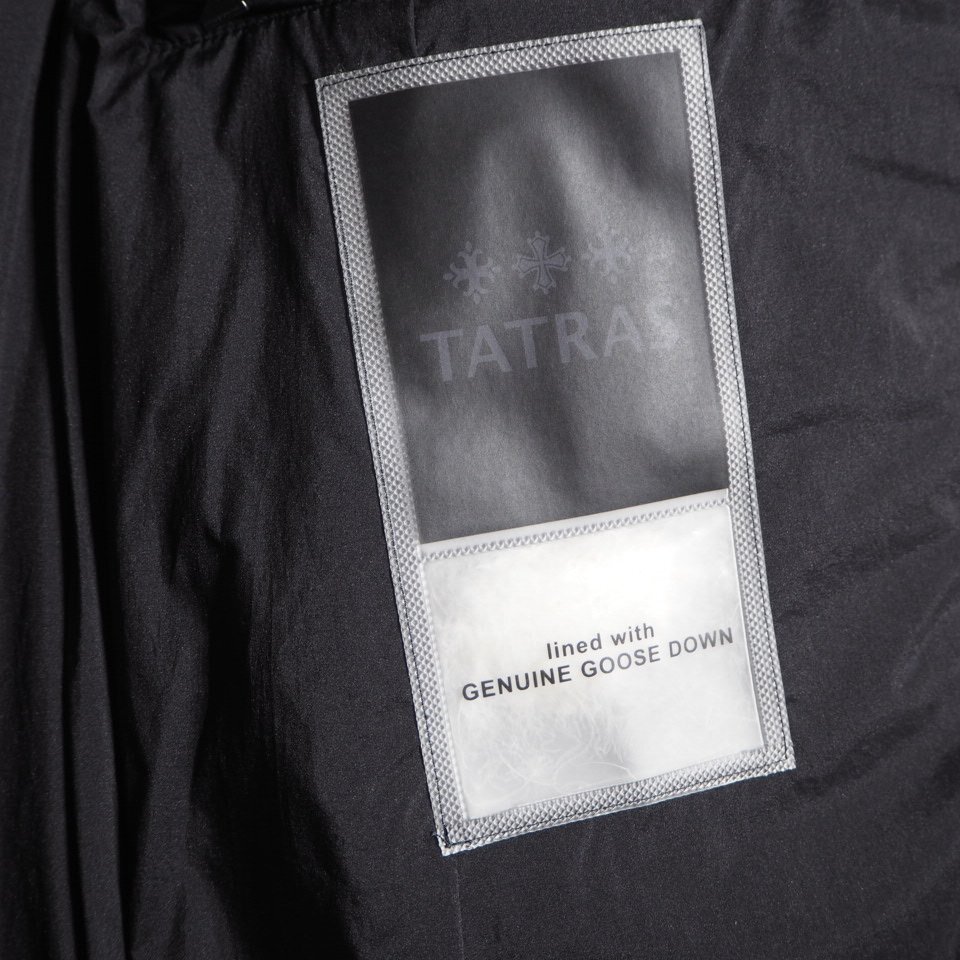 TATRAS
lined with
GENUINE GOOSE DOWN